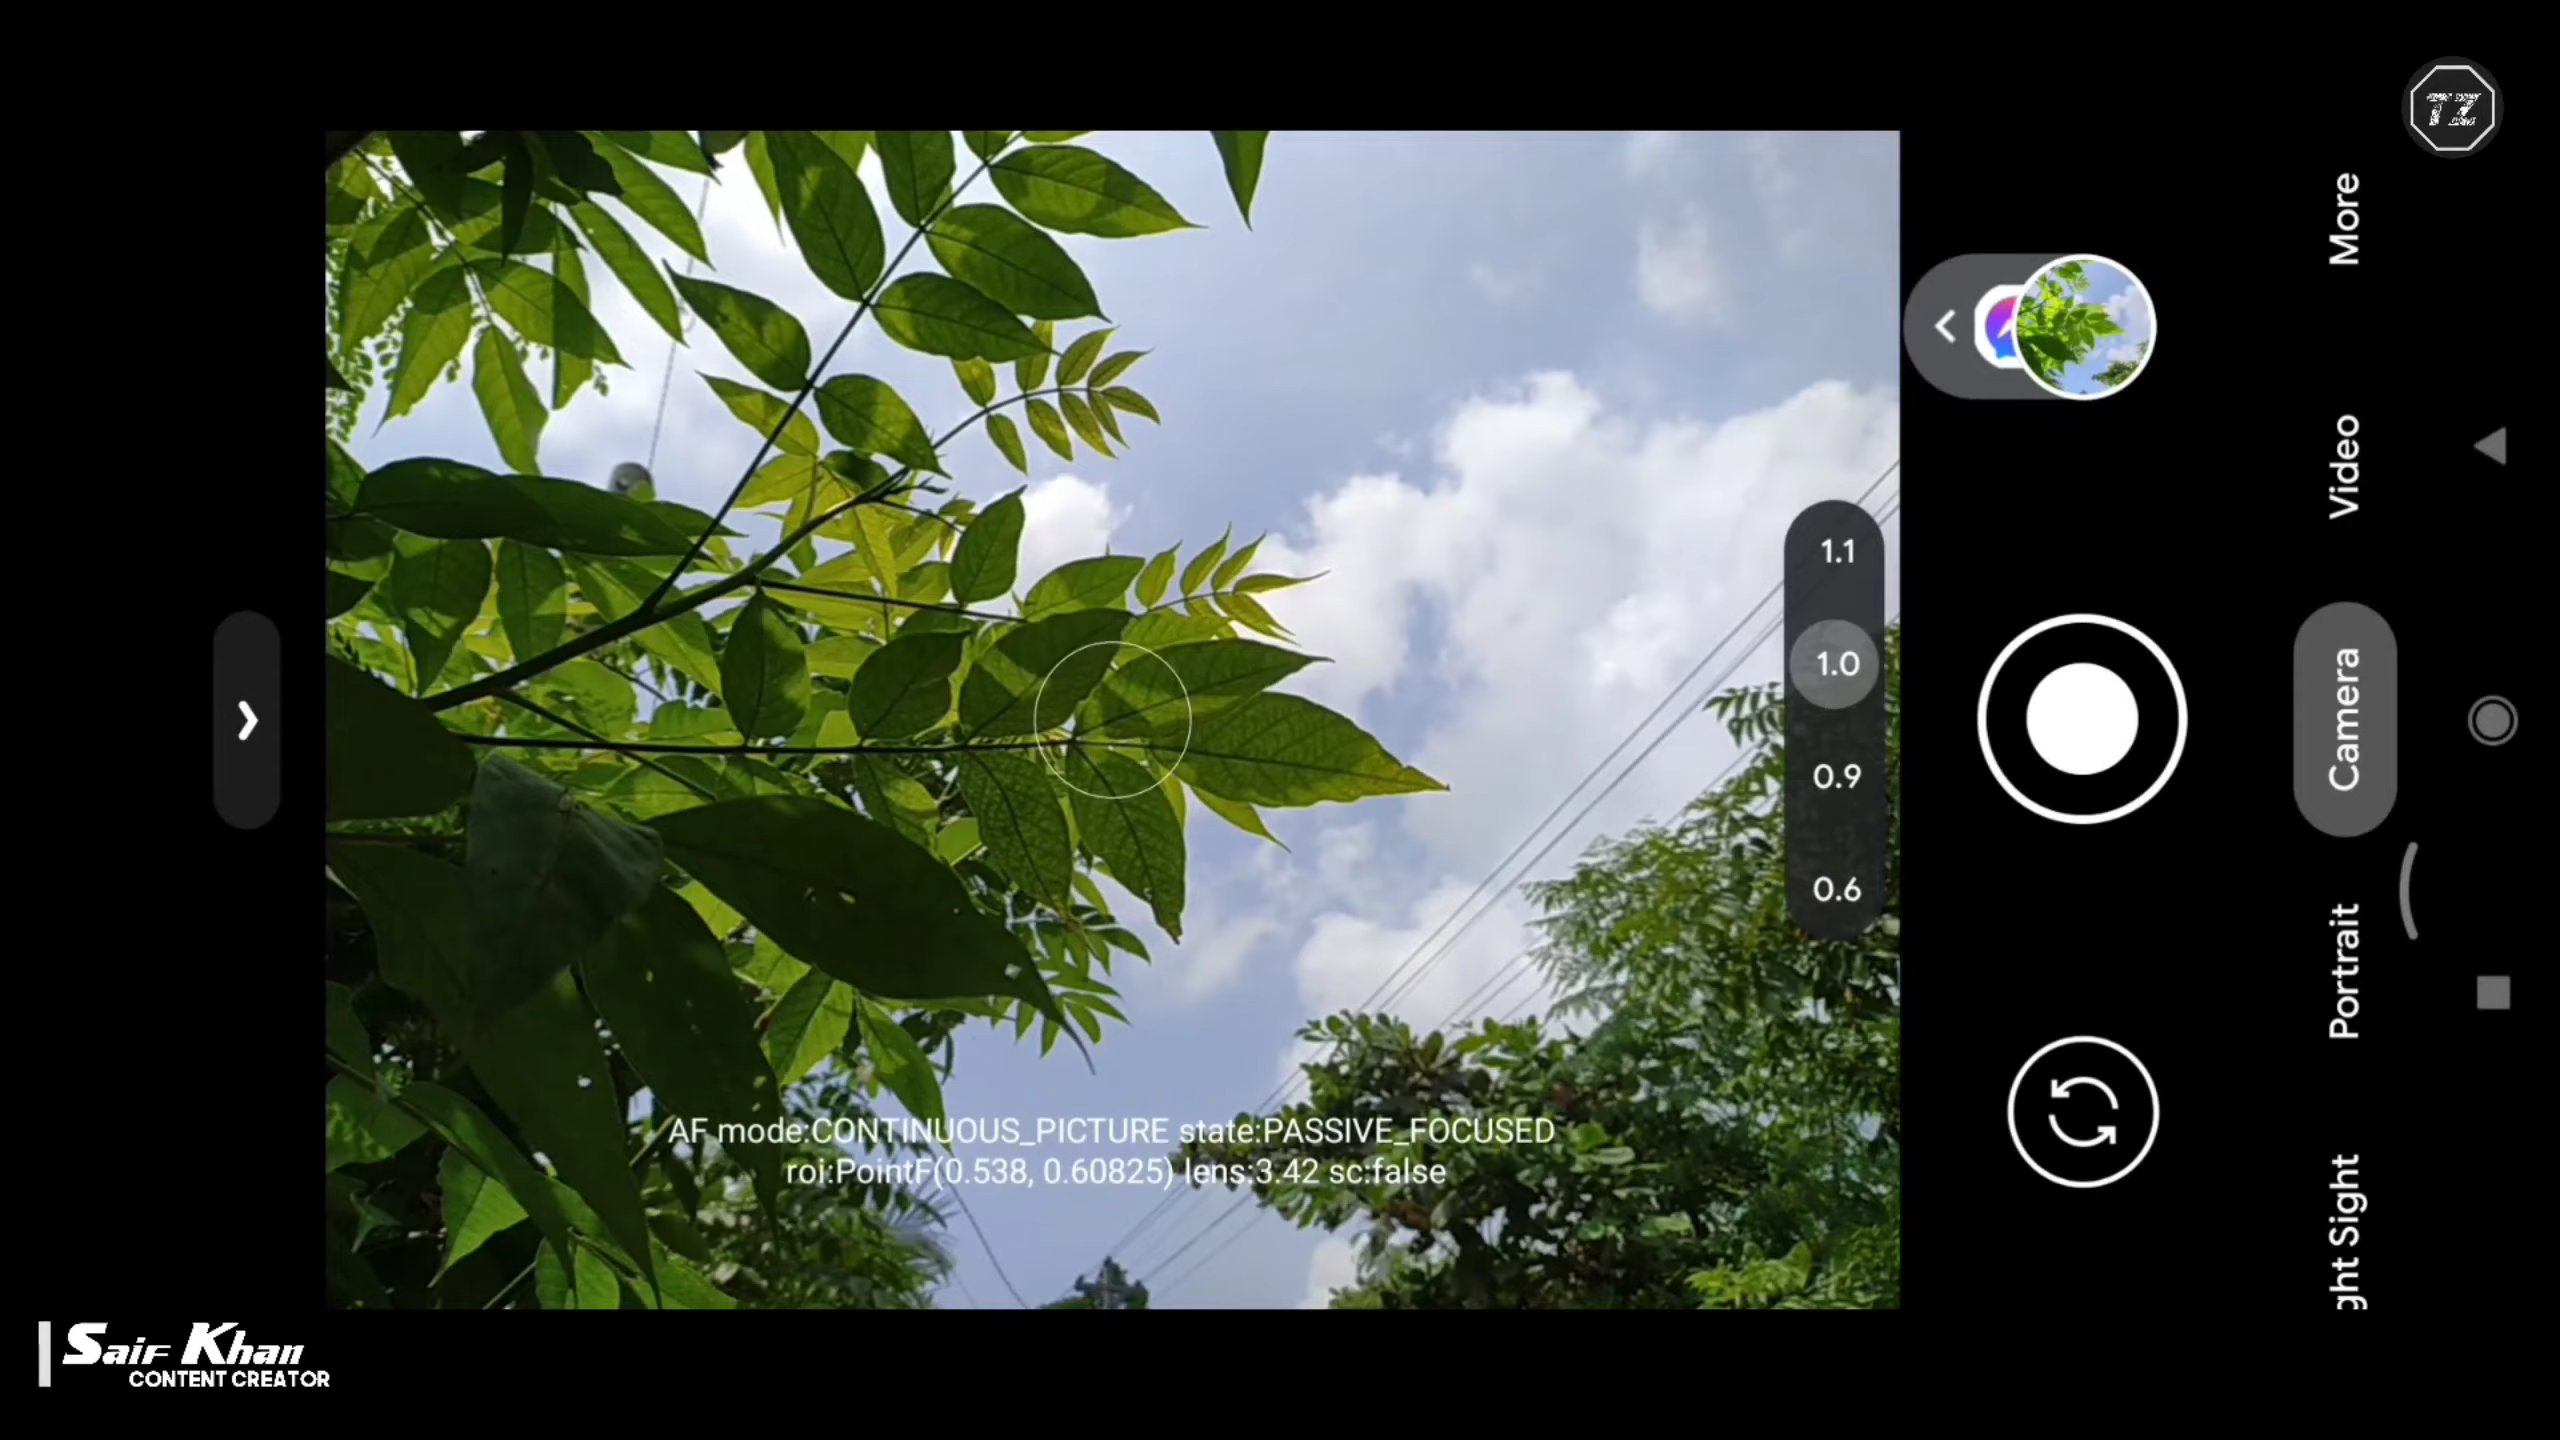 TZ
More
Video
Camera
Portrait
ght Sight
1.1
1.0
0.9
0.6
AF mode:CONTINUOUS_PICTURE state:PASSIVE_FOCUSED
roi:PointF(0.538, 0.60825) lens:3.42 sc:false
Saif Khan
CONTENT CREATOR